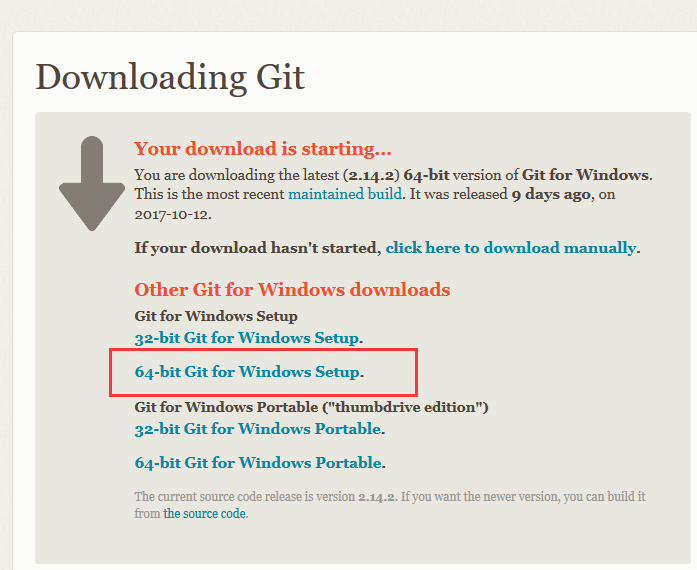 Downloading Git
Your download is starting...
You are downloading the latest (2.14.2) 64-bit version of Git for Windows.
This is the most recent maintained build. It was released 9 days ago, on
2017-10-12.
If your download hasn't started, click here to download manually.
Other Git for Windows downloads
Git for Windows Setup
32-bit Git for Windows Setup.
64-bit Git for Windows Setup.
Git for Windows Portable ("thumbdrive edition")
32-bit Git for Windows Portable.
64-bit Git for Windows Portable.
The current source code release is version 2.14.2. If you want the newer version, you can build it
from the source code.